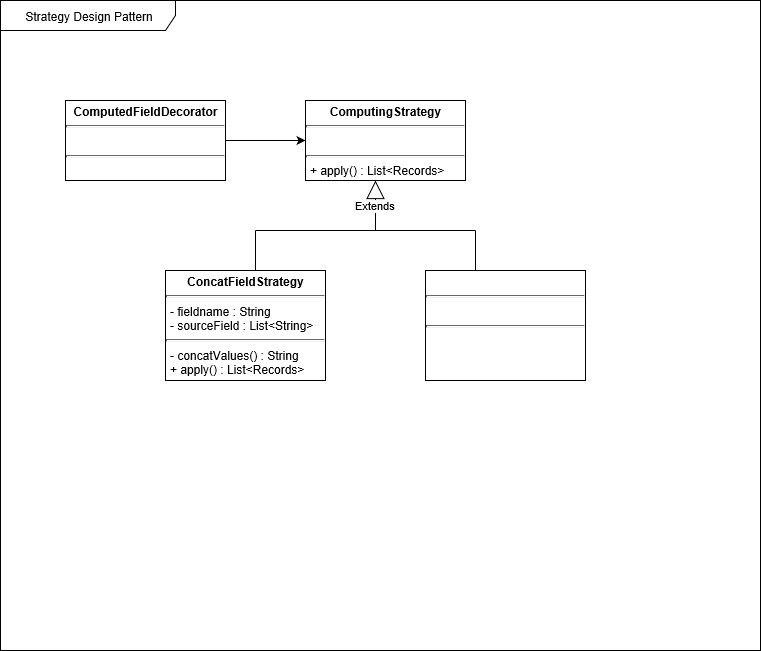 Strategy Design Pattern
ComputedFieldDecorator
ComputingStrategy
+ apply() : List<Records>
Extends
ConcatFieldStrategy
- fieldname : String
- sourceField : List<String>
- concatValues() : String
+ apply() : List<Records>